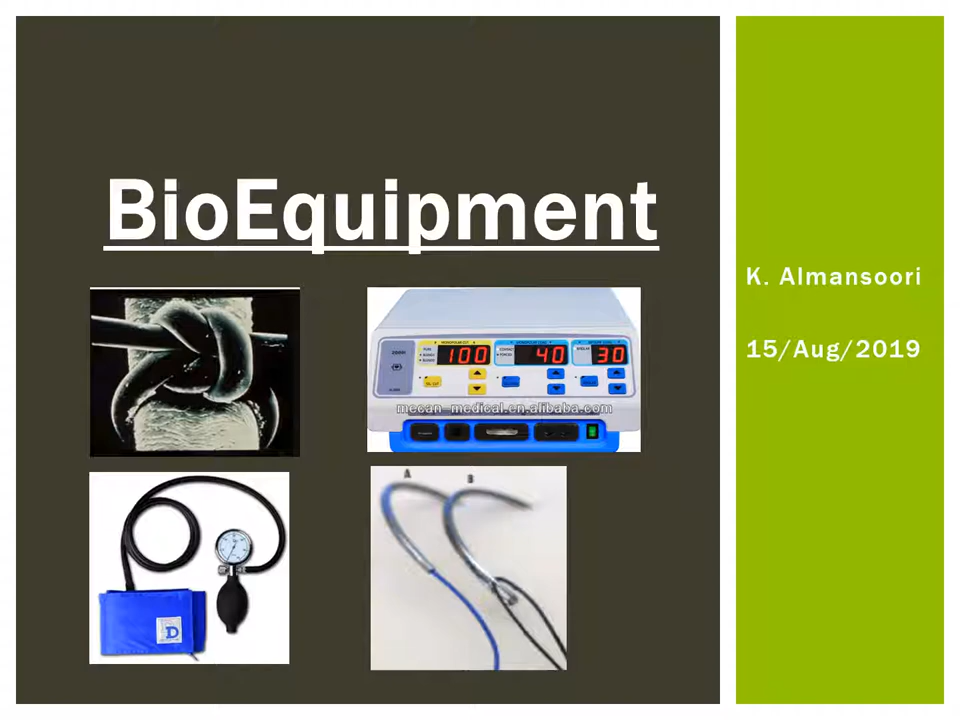 BioEquipment
K. Almansoori
15/Aug/2019
100
40
30
mecan-medical.en.alibaba.com
D
A
B